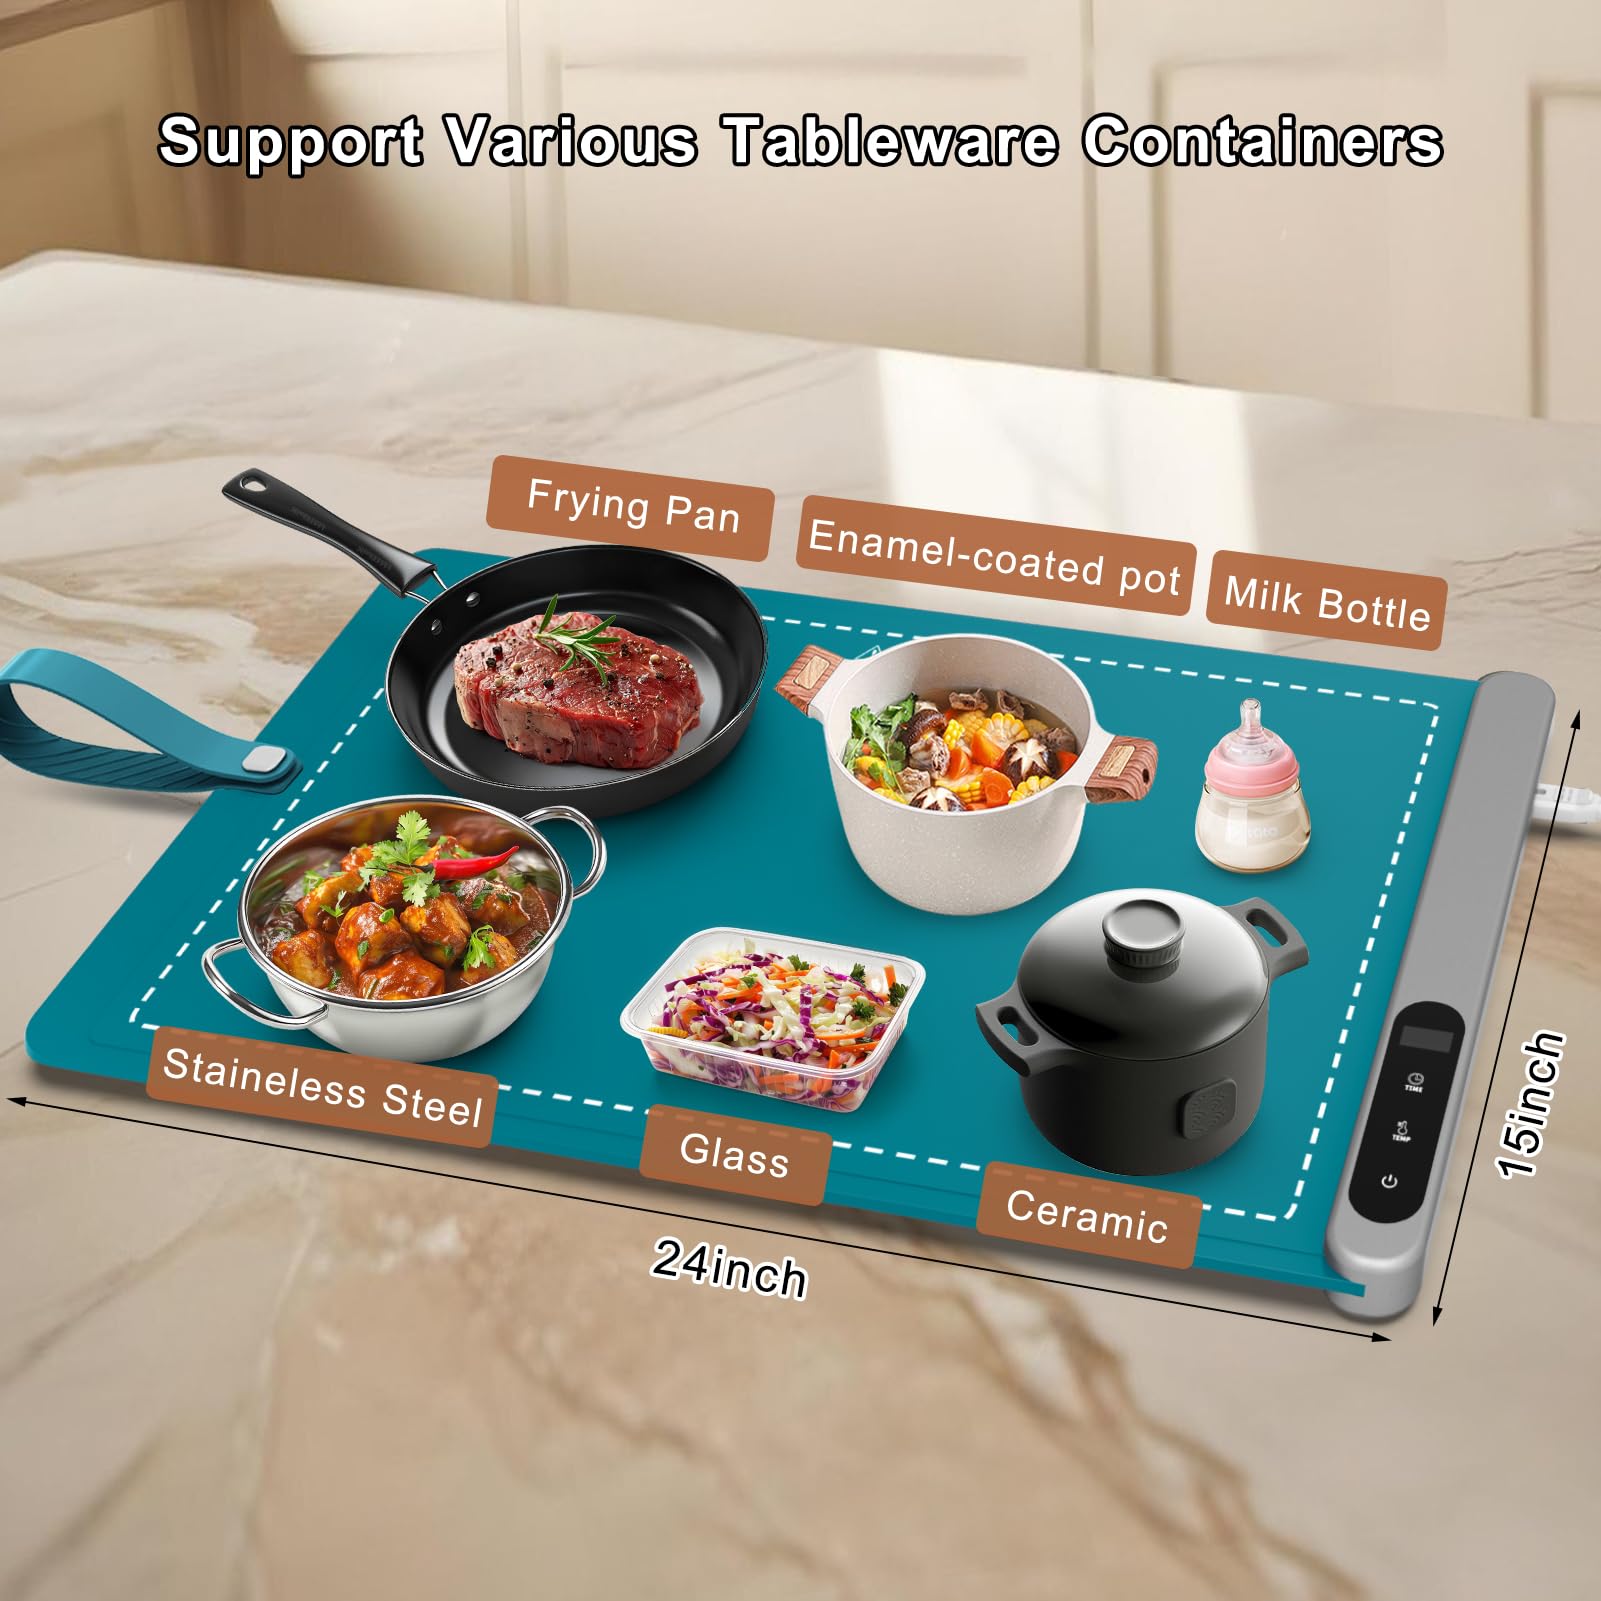 Support Various Tableware Containers
Frying Pan
Enamel-coated pot
Milk Bottle
Staineless Steel
Glass
Ceramic
24inch
15inch
TIME
TEMP